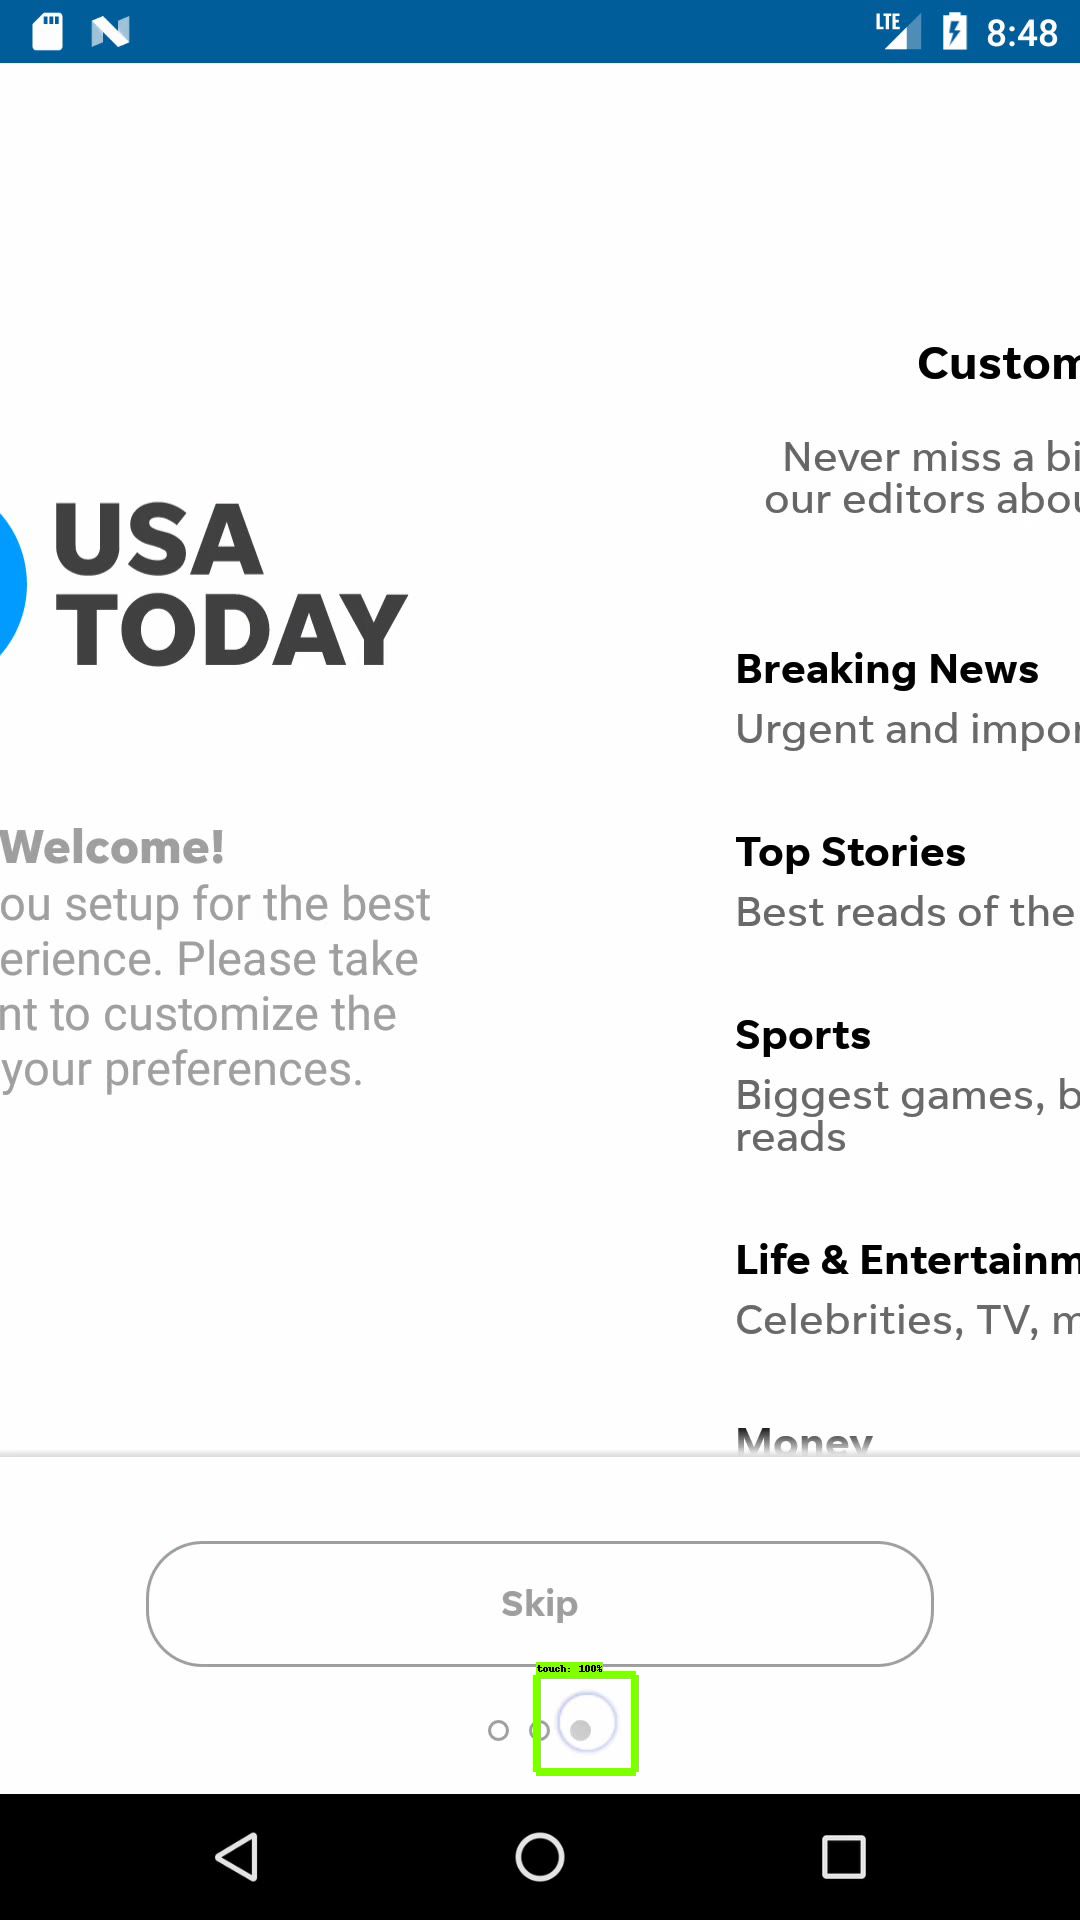 LTE 8:48
Custom
Never miss a bi
our editors abou
USA
TODAY
Breaking News
Urgent and impor
Welcome!
ou setup for the best
erience. Please take
nt to customize the
your preferences.
Top Stories
Best reads of the
Sports
Biggest games, b
reads
Life & Entertainm
Celebrities, TV, m
Money
Skip
touch: 100%